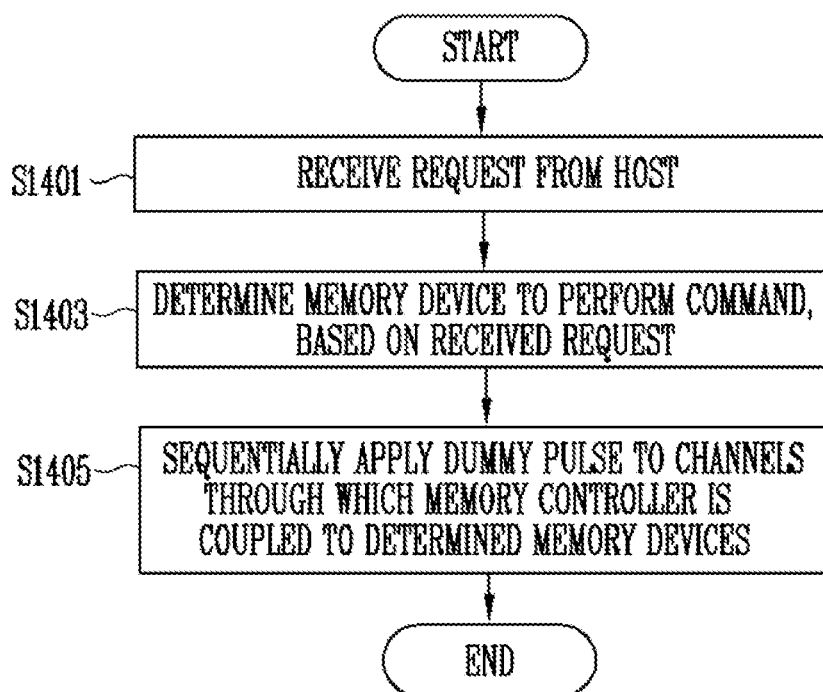 START
S1401
RECEIVE REQUEST FROM HOST
S1403
DETERMINE MEMORY DEVICE TO PERFORM COMMAND,
BASED ON RECEIVED REQUEST
S1405
SEQUENTIALLY APPLY DUMMY PULSE TO CHANNELS
THROUGH WHICH MEMORY CONTROLLER IS
COUPLED TO DETERMINED MEMORY DEVICES
END